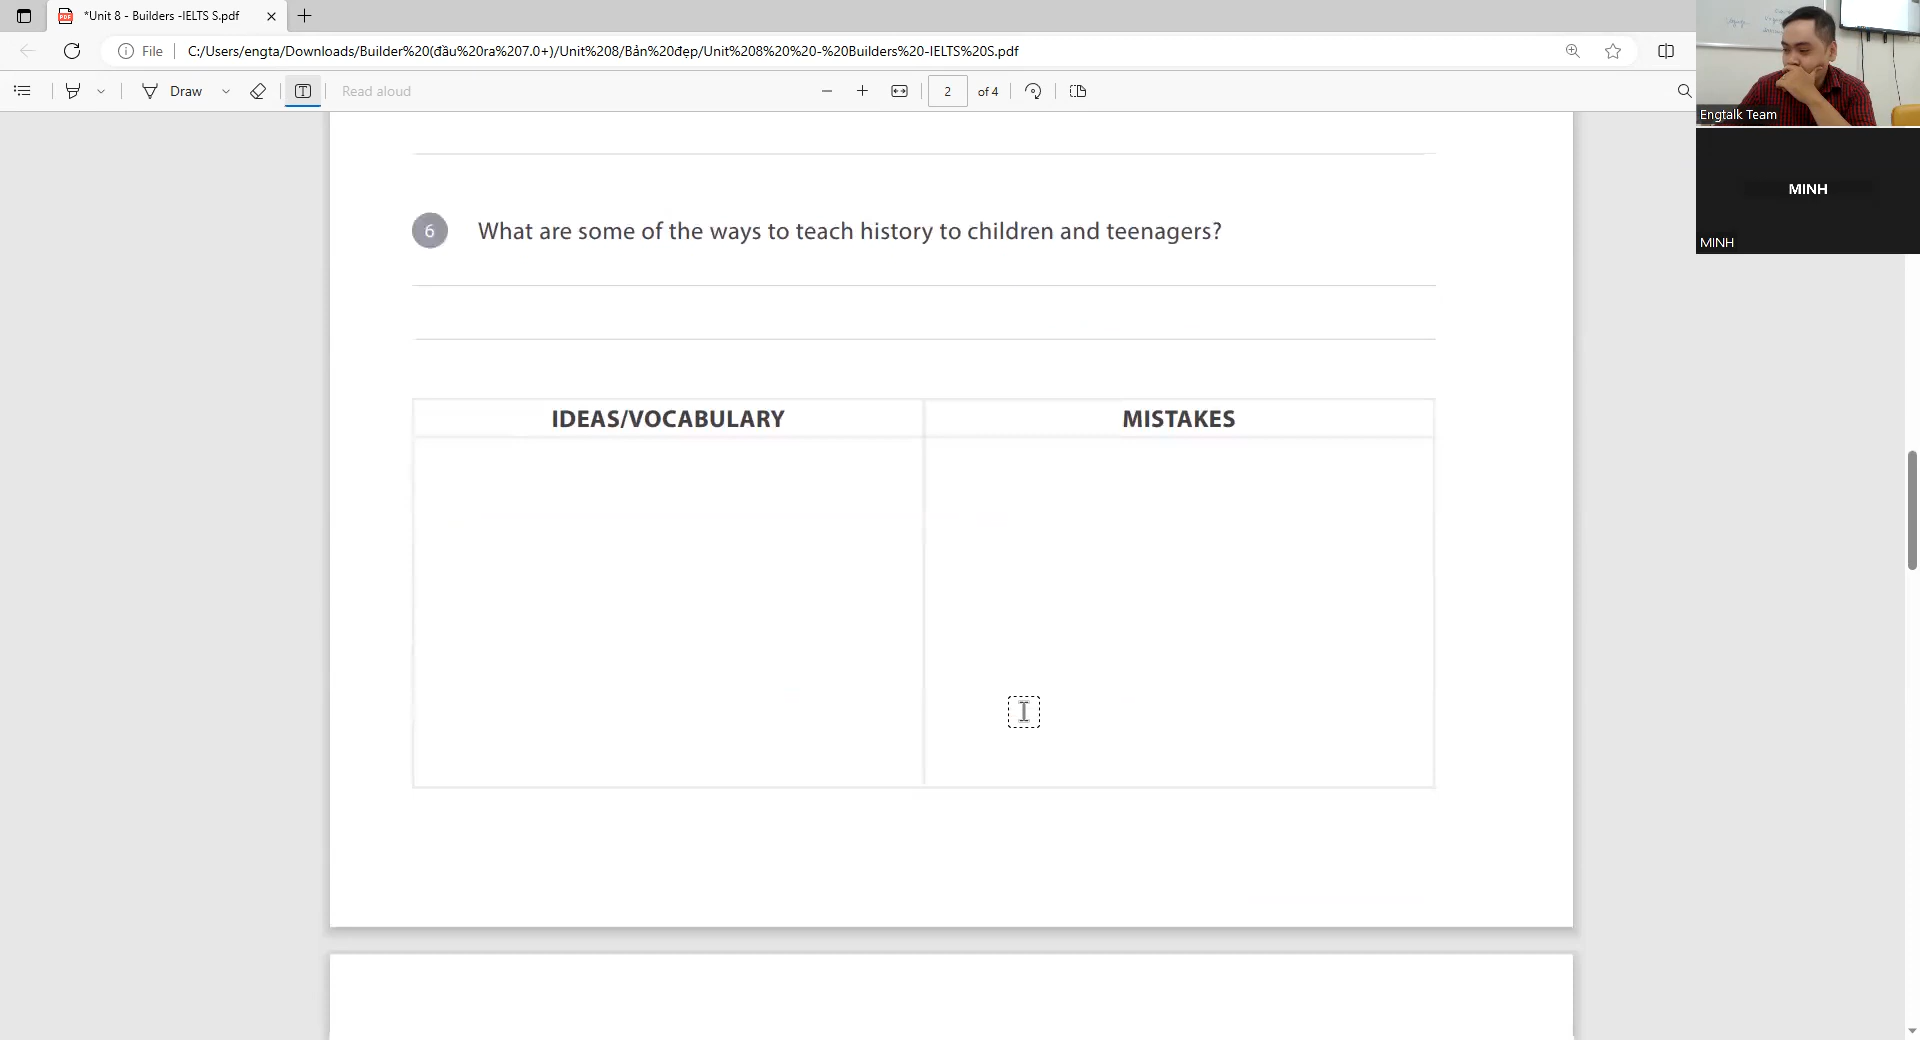 *Unit 8 - Builders -IELTS S.pdf
File
C:/Users/engta/Downloads/Builder%20(đầu%20ra%207.0+)/Unit%208/Bản%20đẹp/Unit%208%20%20-%20Builders%20-IELTS%20S.pdf
Draw
Read aloud
2 of 4
6 What are some of the ways to teach history to children and teenagers?
IDEAS/VOCABULARY MISTAKES
Engtalk Team
MINH
MINH